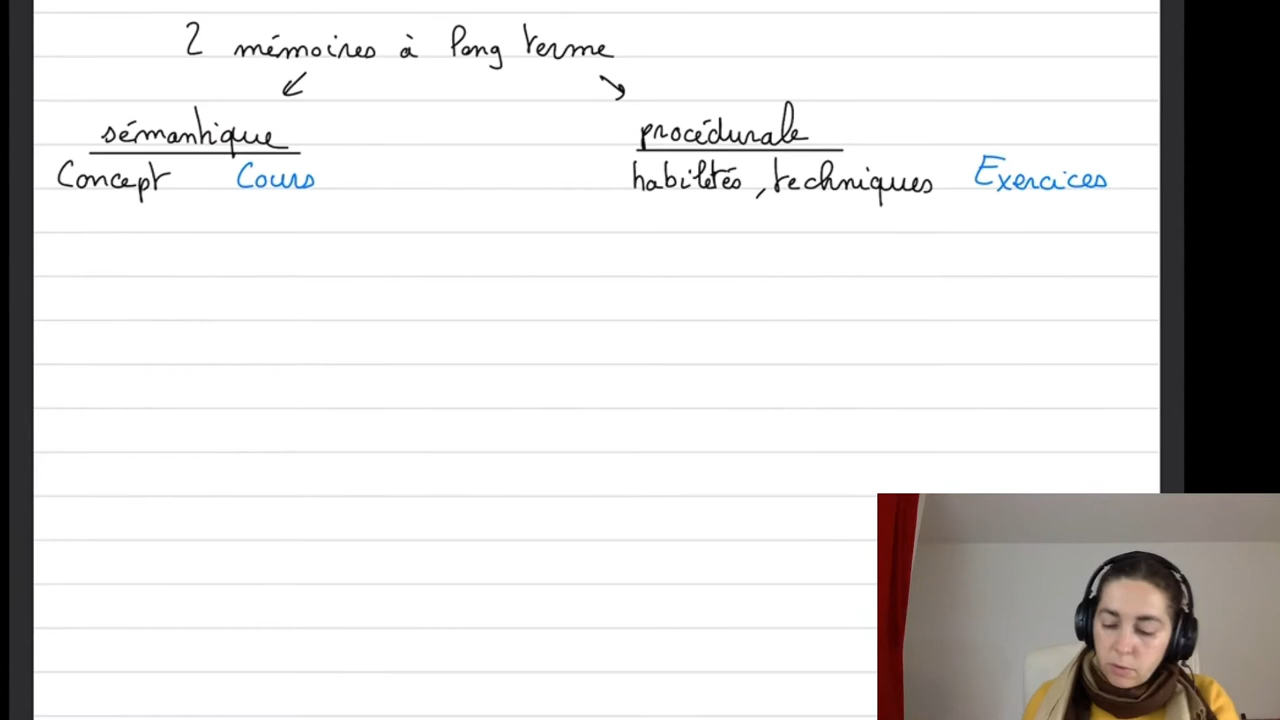 2 mémoires à long terme
sémantique procédurale
Concept Cours habiletés, techniques Exercices